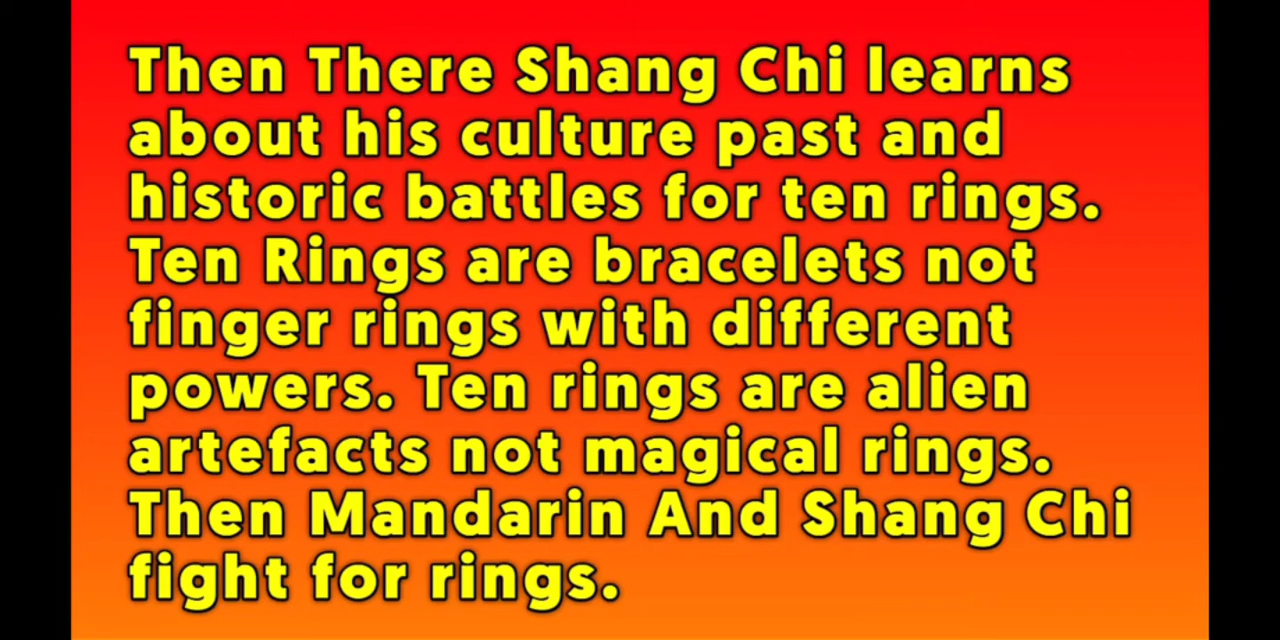 Then There Shang Chi learns
about his culture past and
historic battles for ten rings.
Ten Rings are bracelets not
finger rings with different
powers. Ten rings are alien
artefacts not magical rings.
Then Mandarin And Shang Chi
fight for rings.